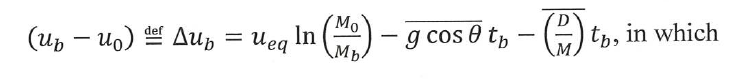 (u_b − u_0) ≝ Δu_b = u_eq ln (M_0/M_b) − \overline{g cos θ} t_b − \overline{(D/M)} t_b, in which